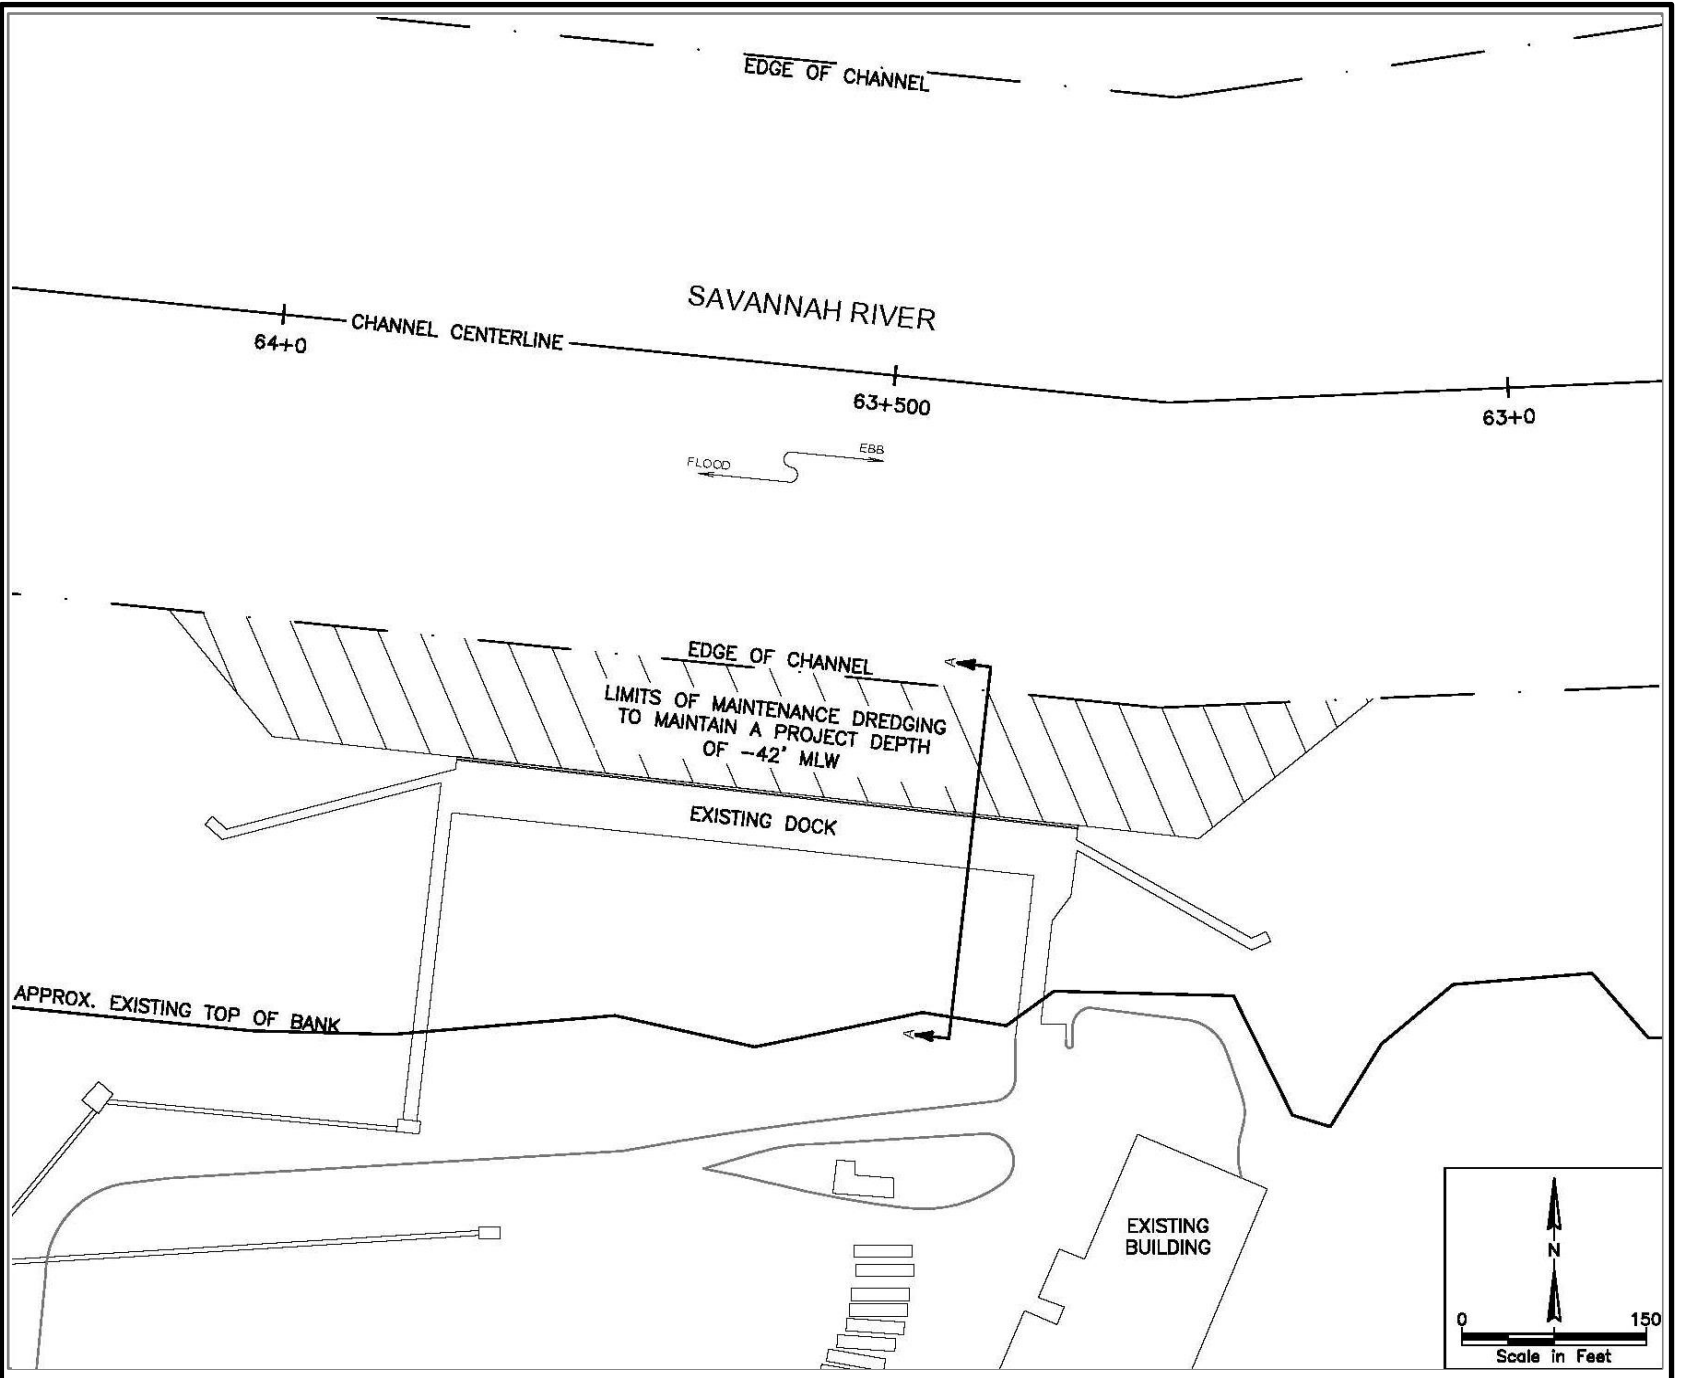 EDGE OF CHANNEL
SAVANNAH RIVER
CHANNEL CENTERLINE
64+0
63+500
63+0
EBB
FLOOD
EDGE OF CHANNEL
A
LIMITS OF MAINTENANCE DREDGING
TO MAINTAIN A PROJECT DEPTH
OF -42' MLW
EXISTING DOCK
APPROX. EXISTING TOP OF BANK
A
EXISTING
BUILDING
N
0 150
Scale in Feet